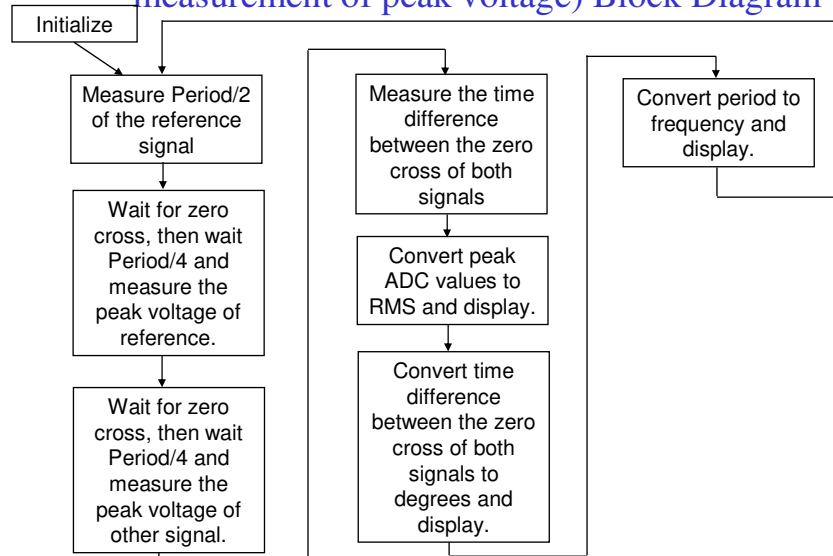 measurement of peak voltage) Block Diagram
Initialize
Measure Period/2
of the reference
signal
Wait for zero
cross, then wait
Period/4 and
measure the
peak voltage of
reference.
Wait for zero
cross, then wait
Period/4 and
measure the
peak voltage of
other signal.
Measure the time
difference
between the zero
cross of both
signals
Convert peak
ADC values to
RMS and display.
Convert time
difference
between the zero
cross of both
signals to
degrees and
display.
Convert period to
frequency and
display.